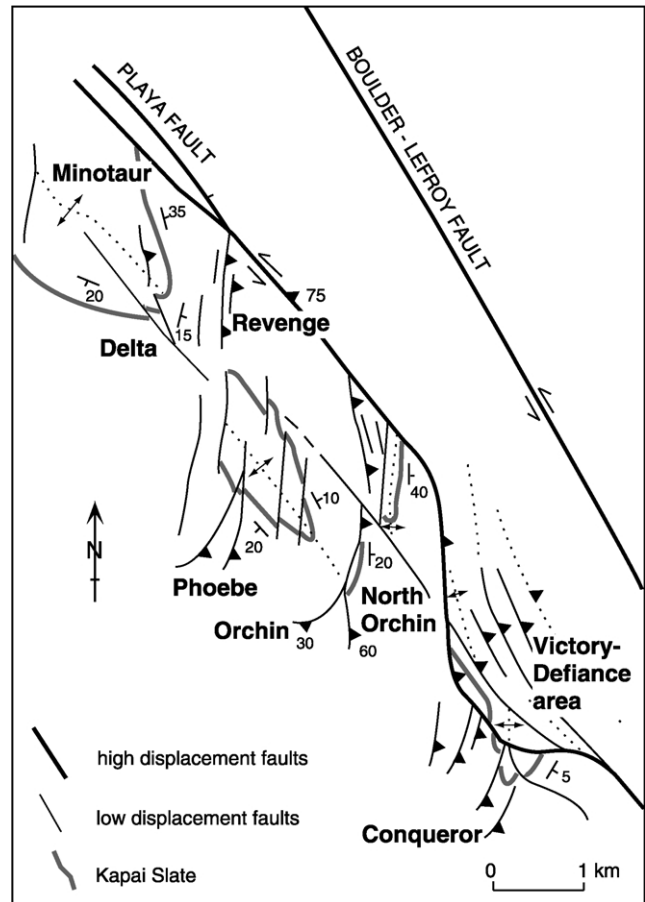 PLAYA FAULT
BOULDER - LEFROY FAULT
Minotaur
35
75
20
15
Revenge
Delta
40
10
20
20
N
Phoebe
North
Orchin
Orchin
30
60
Victory-
Defiance
area
high displacement faults
5
low displacement faults
Conqueror
Kapai Slate
0 1 km